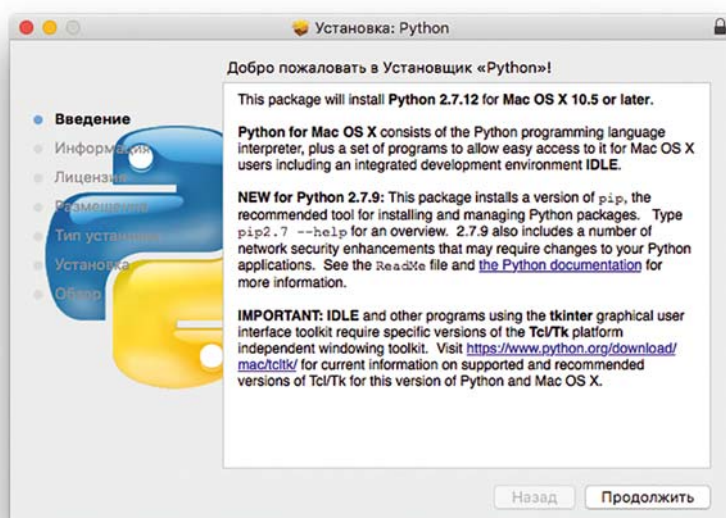 Установка: Python
Добро пожаловать в Установщик «Python»!
Введение
Информация
Лицензия
Размещение
Тип установки
Установка
Обзор
This package will install Python 2.7.12 for Mac OS X 10.5 or later.
Python for Mac OS X consists of the Python programming language
interpreter, plus a set of programs to allow easy access to it for Mac OS X
users including an integrated development environment IDLE.
NEW for Python 2.7.9: This package installs a version of pip, the
recommended tool for installing and managing Python packages. Type
pip2.7 --help for an overview. 2.7.9 also includes a number of
network security enhancements that may require changes to your Python
applications. See the ReadMe file and the Python documentation for
more information.
IMPORTANT: IDLE and other programs using the tkinter graphical user
interface toolkit require specific versions of the Tcl/Tk platform
independent windowing toolkit. Visit https://www.python.org/download/
mac/tcltk/ for current information on supported and recommended
versions of Tcl/Tk for this version of Python and Mac OS X.
Назад
Продолжить